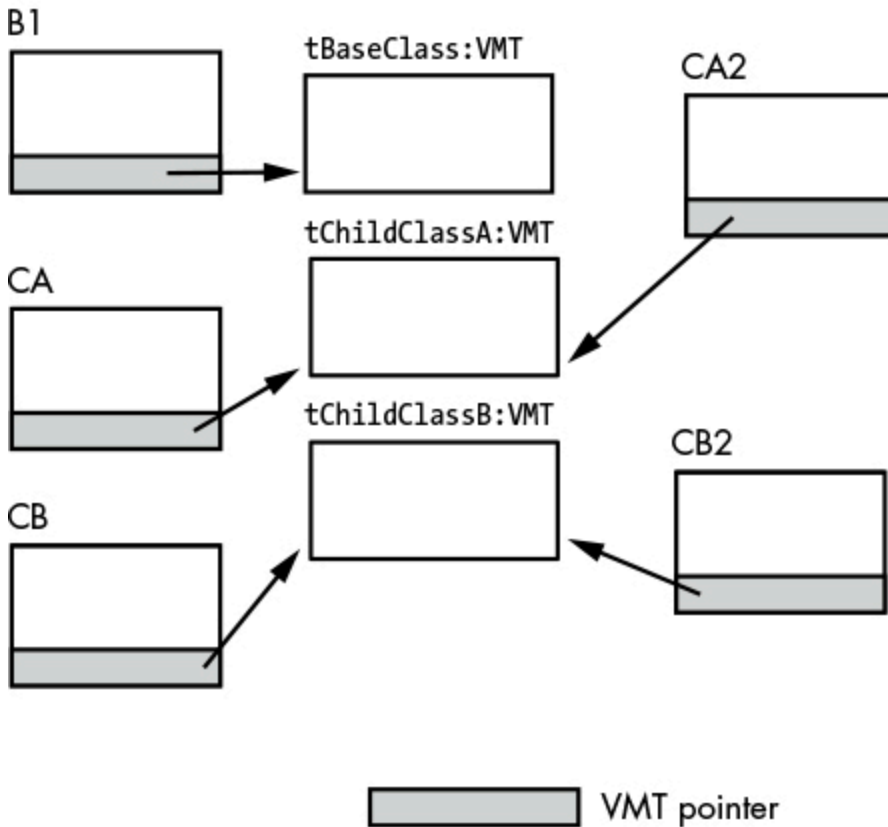 B1
tBaseClass:VMT
CA2
tChildClassA:VMT
CA
tChildClassB:VMT
CB2
CB
VMT pointer